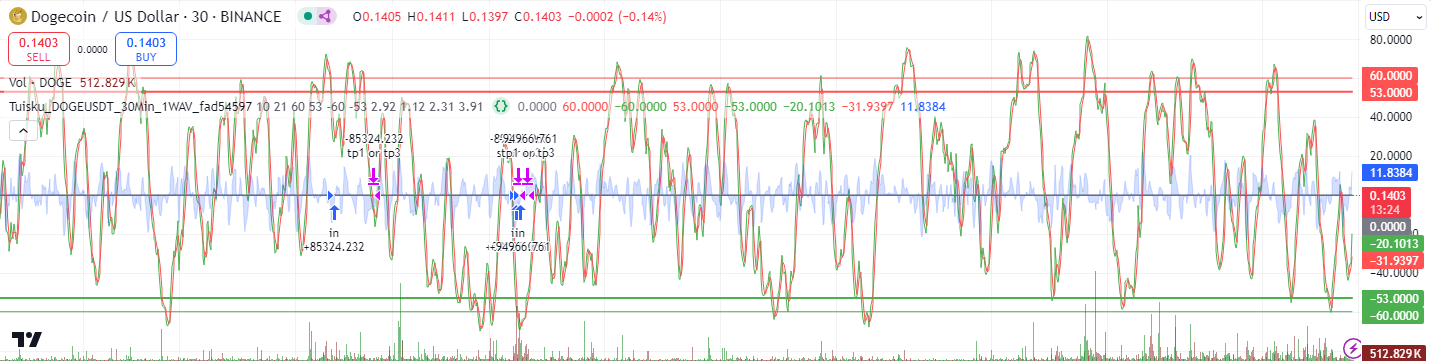 Dogecoin / US Dollar · 30 · BINANCE O0.1405 H0.1411 L0.1397 C0.1403 −0.0002 (−0.14%)
USD
80.0000
0.1403 SELL
0.0000
0.1403 BUY
Vol · DOGE 512.829K
60.0000
53.0000
Tuisku_DOGEUSDT_30Min_1WAV_fad54597 10 21 60 53 -60 -53 2.92 1.12 2.31 3.91 {} 0.0000 60.0000 −60.0000 53.0000 −53.0000 −20.1013 −31.9397 11.8384
40.0000
-85324.232
tp1 or tp3
20.0000
11.8384
0.1403
13:24
0.0000
in
+85324.232
−20.1013
−31.9397
−40.0000
−53.0000
−60.0000
512.829K